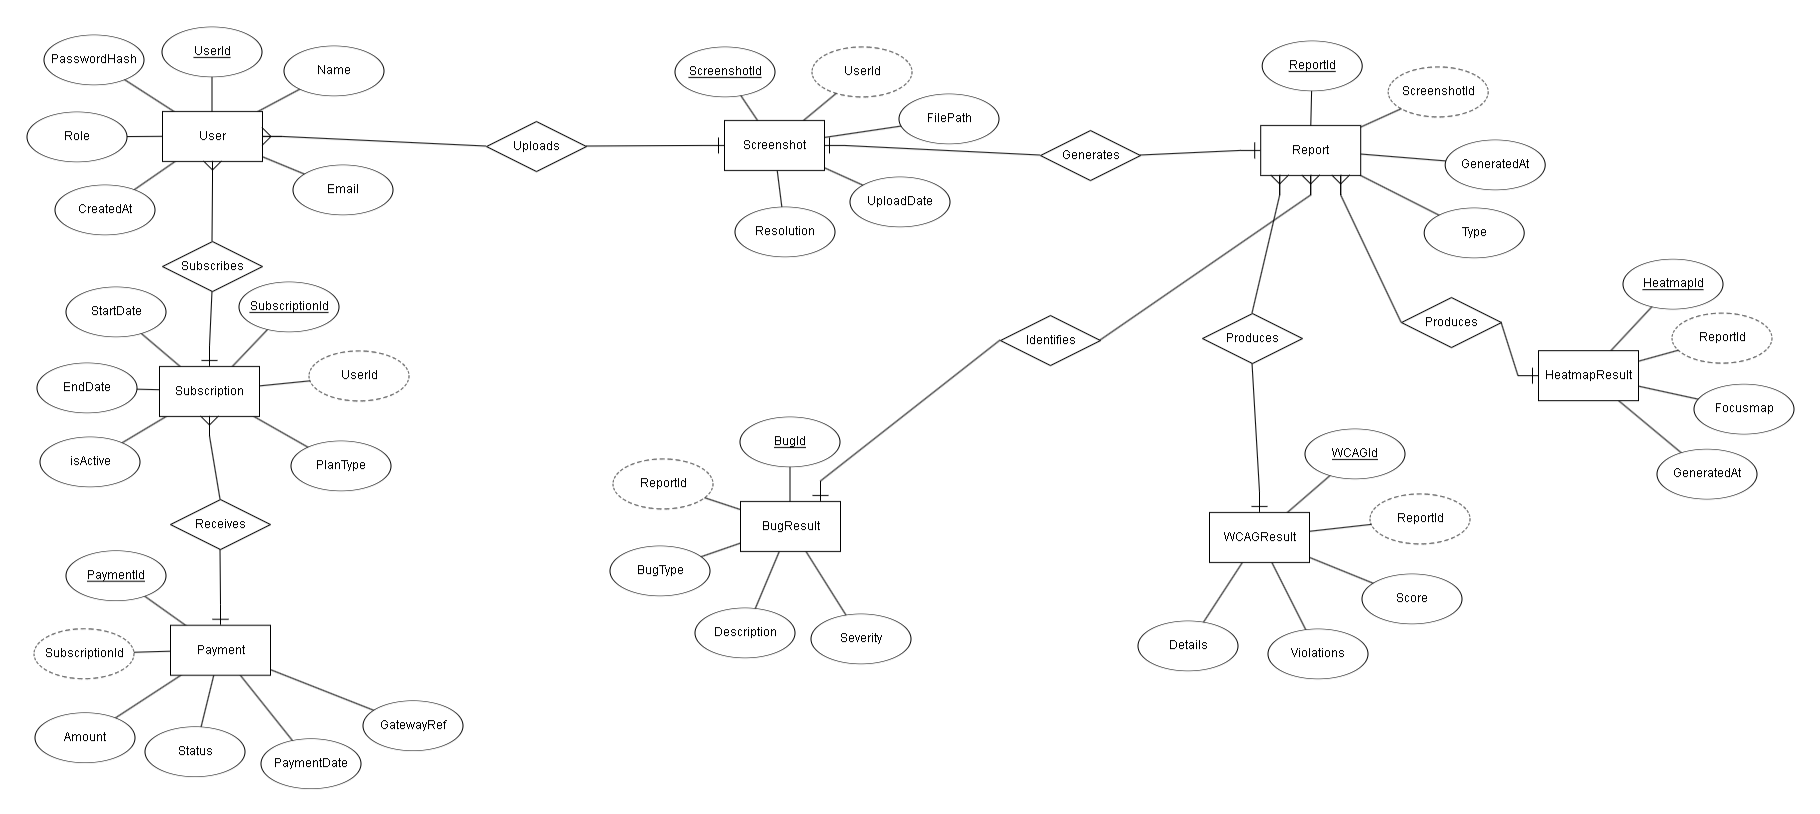 PasswordHash
UserId
Name
Role
User
CreatedAt
Email
Uploads
ScreenshotId
UserId
FilePath
Screenshot
UploadDate
Resolution
Generates
ReportId
ScreenshotId
Report
GeneratedAt
Type
Subscribes
StartDate
SubscriptionId
EndDate
Subscription
UserId
isActive
PlanType
Receives
PaymentId
SubscriptionId
Payment
Amount
Status
PaymentDate
GatewayRef
Identifies
Produces
Produces
HeatmapId
ReportId
HeatmapResult
Focusmap
GeneratedAt
BugId
ReportId
BugResult
BugType
Description
Severity
WCAGId
ReportId
WCAGResult
Score
Details
Violations